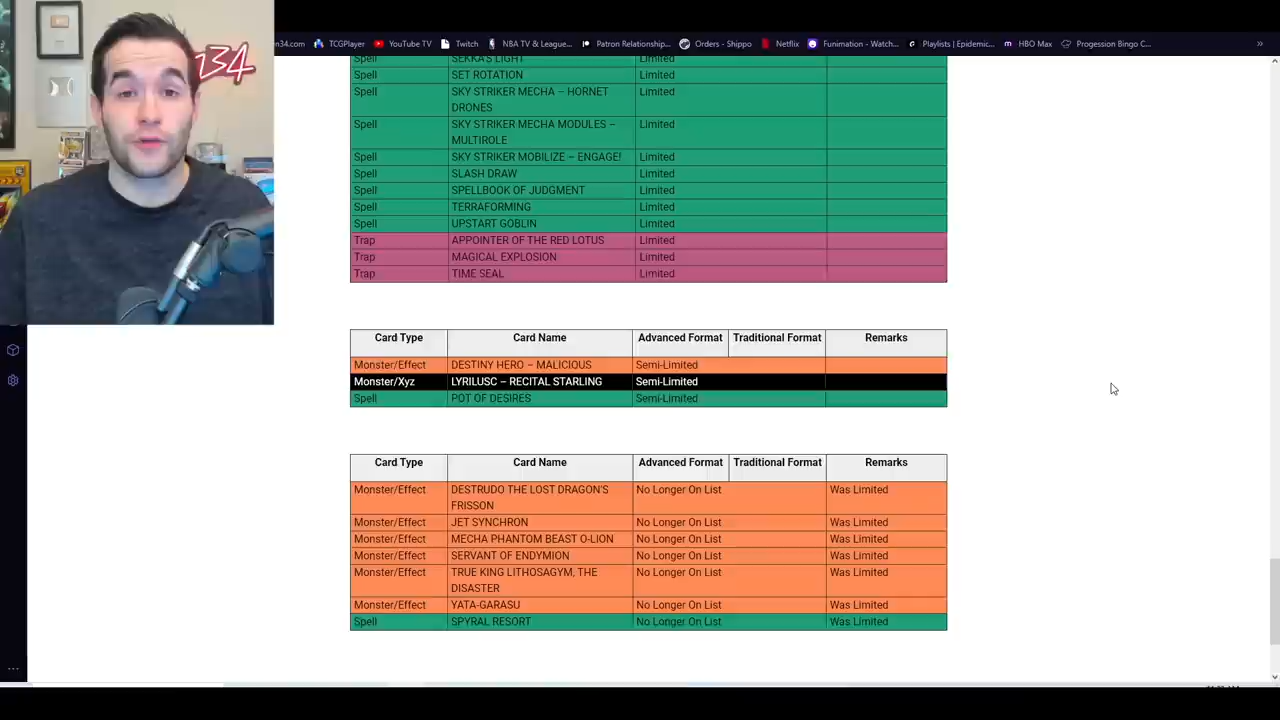 134
n34.com TCGPlayer YouTube TV Twitch NBA TV & League... Patron Relationship... Orders - Shippo Netflix Funimation - Watch... Playlists | Epidemic... HBO Max Progession Bingo C... »
Spell SEKKA'S LIGHT Limited
Spell SET ROTATION Limited
Spell SKY STRIKER MECHA – HORNET Limited
DRONES
Spell SKY STRIKER MECHA MODULES – Limited
MULTIROLE
Spell SKY STRIKER MOBILIZE – ENGAGE! Limited
Spell SLASH DRAW Limited
Spell SPELLBOOK OF JUDGMENT Limited
Spell TERRAFORMING Limited
Spell UPSTART GOBLIN Limited
Trap APPOINTER OF THE RED LOTUS Limited
Trap MAGICAL EXPLOSION Limited
Trap TIME SEAL Limited
Card Type Card Name Advanced Format Traditional Format Remarks
Monster/Effect DESTINY HERO – MALICIOUS Semi-Limited
Monster/Xyz LYRILUSC – RECITAL STARLING Semi-Limited
Spell POT OF DESIRES Semi-Limited
Card Type Card Name Advanced Format Traditional Format Remarks
Monster/Effect DESTRUDO THE LOST DRAGON'S No Longer On List Was Limited
FRISSON
Monster/Effect JET SYNCHRON No Longer On List Was Limited
Monster/Effect MECHA PHANTOM BEAST O-LION No Longer On List Was Limited
Monster/Effect SERVANT OF ENDYMION No Longer On List Was Limited
Monster/Effect TRUE KING LITHOSAGYM, THE No Longer On List Was Limited
DISASTER
Monster/Effect YATA-GARASU No Longer On List Was Limited
Spell SPYRAL RESORT No Longer On List Was Limited